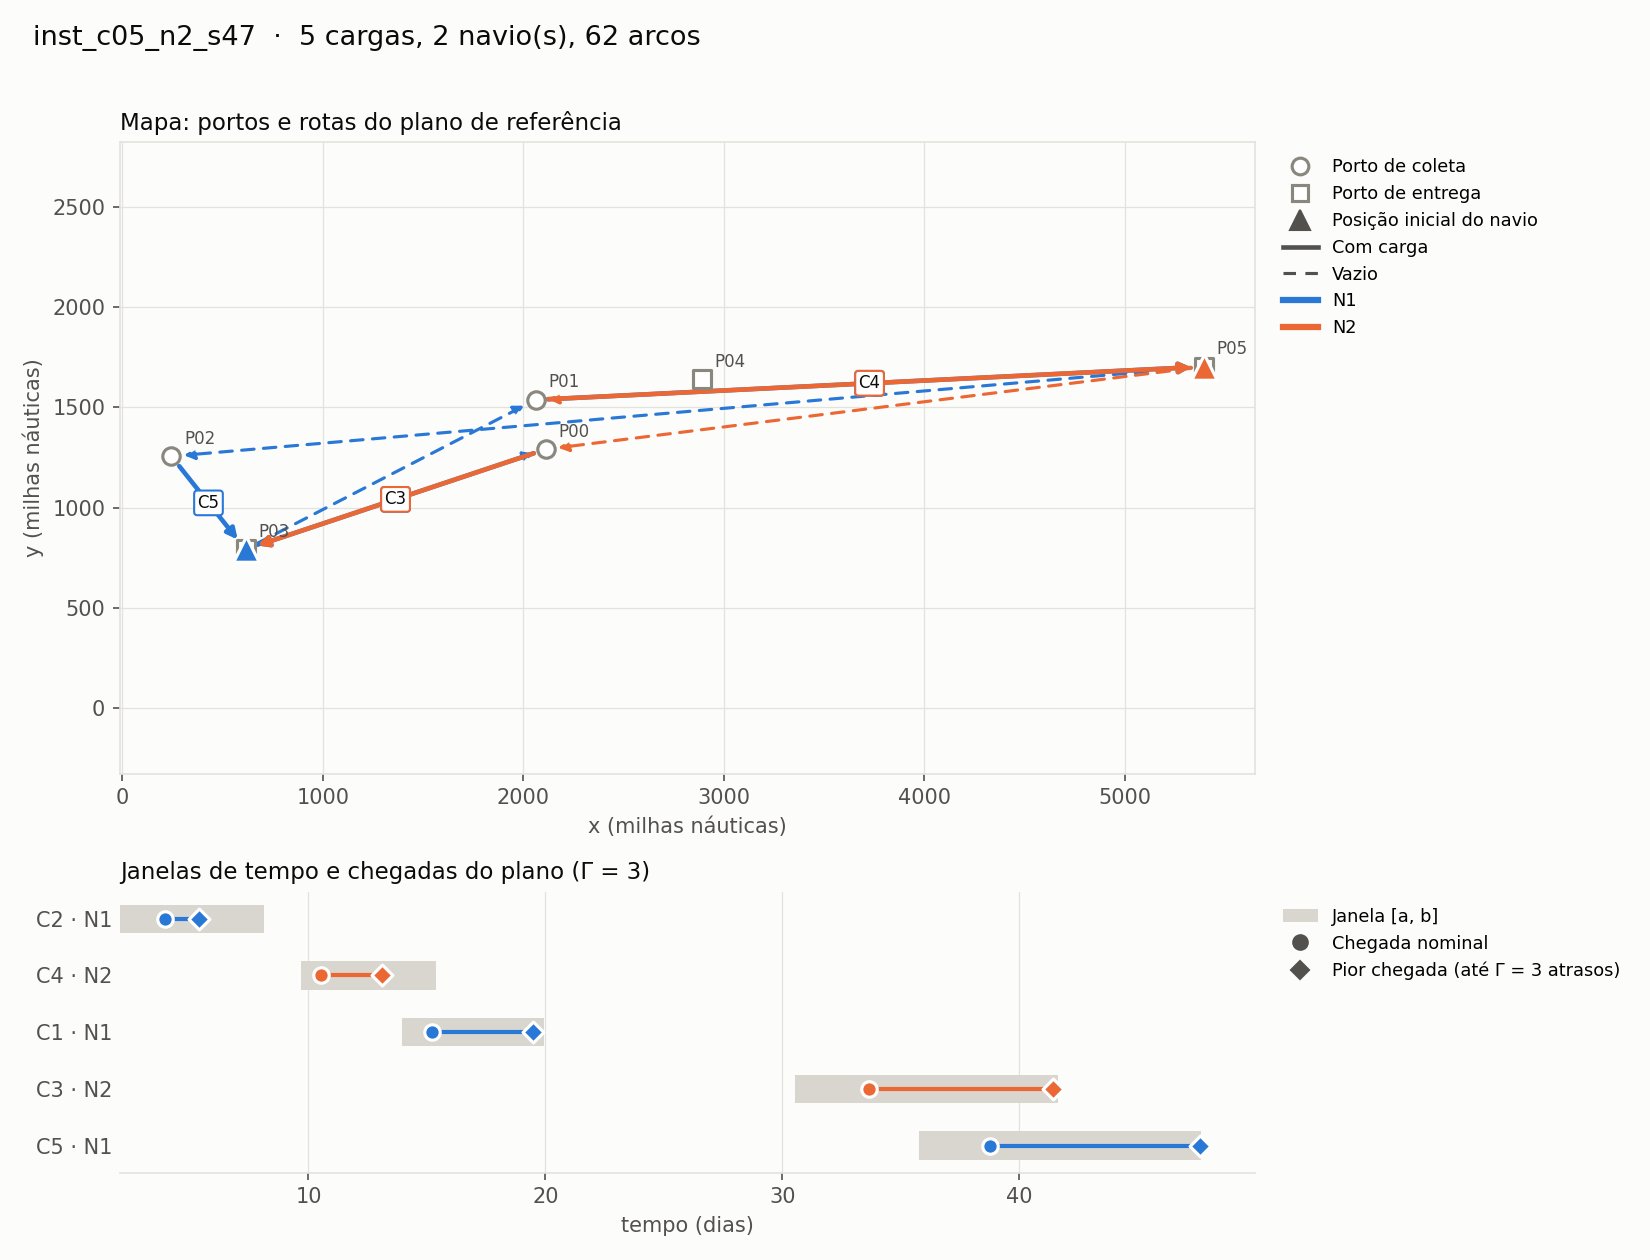 inst_c05_n2_s47 · 5 cargas, 2 navio(s), 62 arcos
Mapa: portos e rotas do plano de referência
y (milhas náuticas)
2500
2000
1500
1000
500
0
0 1000 2000 3000 4000 5000
x (milhas náuticas)
P05
P04
P01
P00
P02
P03
C4
C3
C5
Porto de coleta
Porto de entrega
Posição inicial do navio
Com carga
Vazio
N1
N2
Janelas de tempo e chegadas do plano (Γ = 3)
C2 · N1
C4 · N2
C1 · N1
C3 · N2
C5 · N1
10 20 30 40
tempo (dias)
Janela [a, b]
Chegada nominal
Pior chegada (até Γ = 3 atrasos)